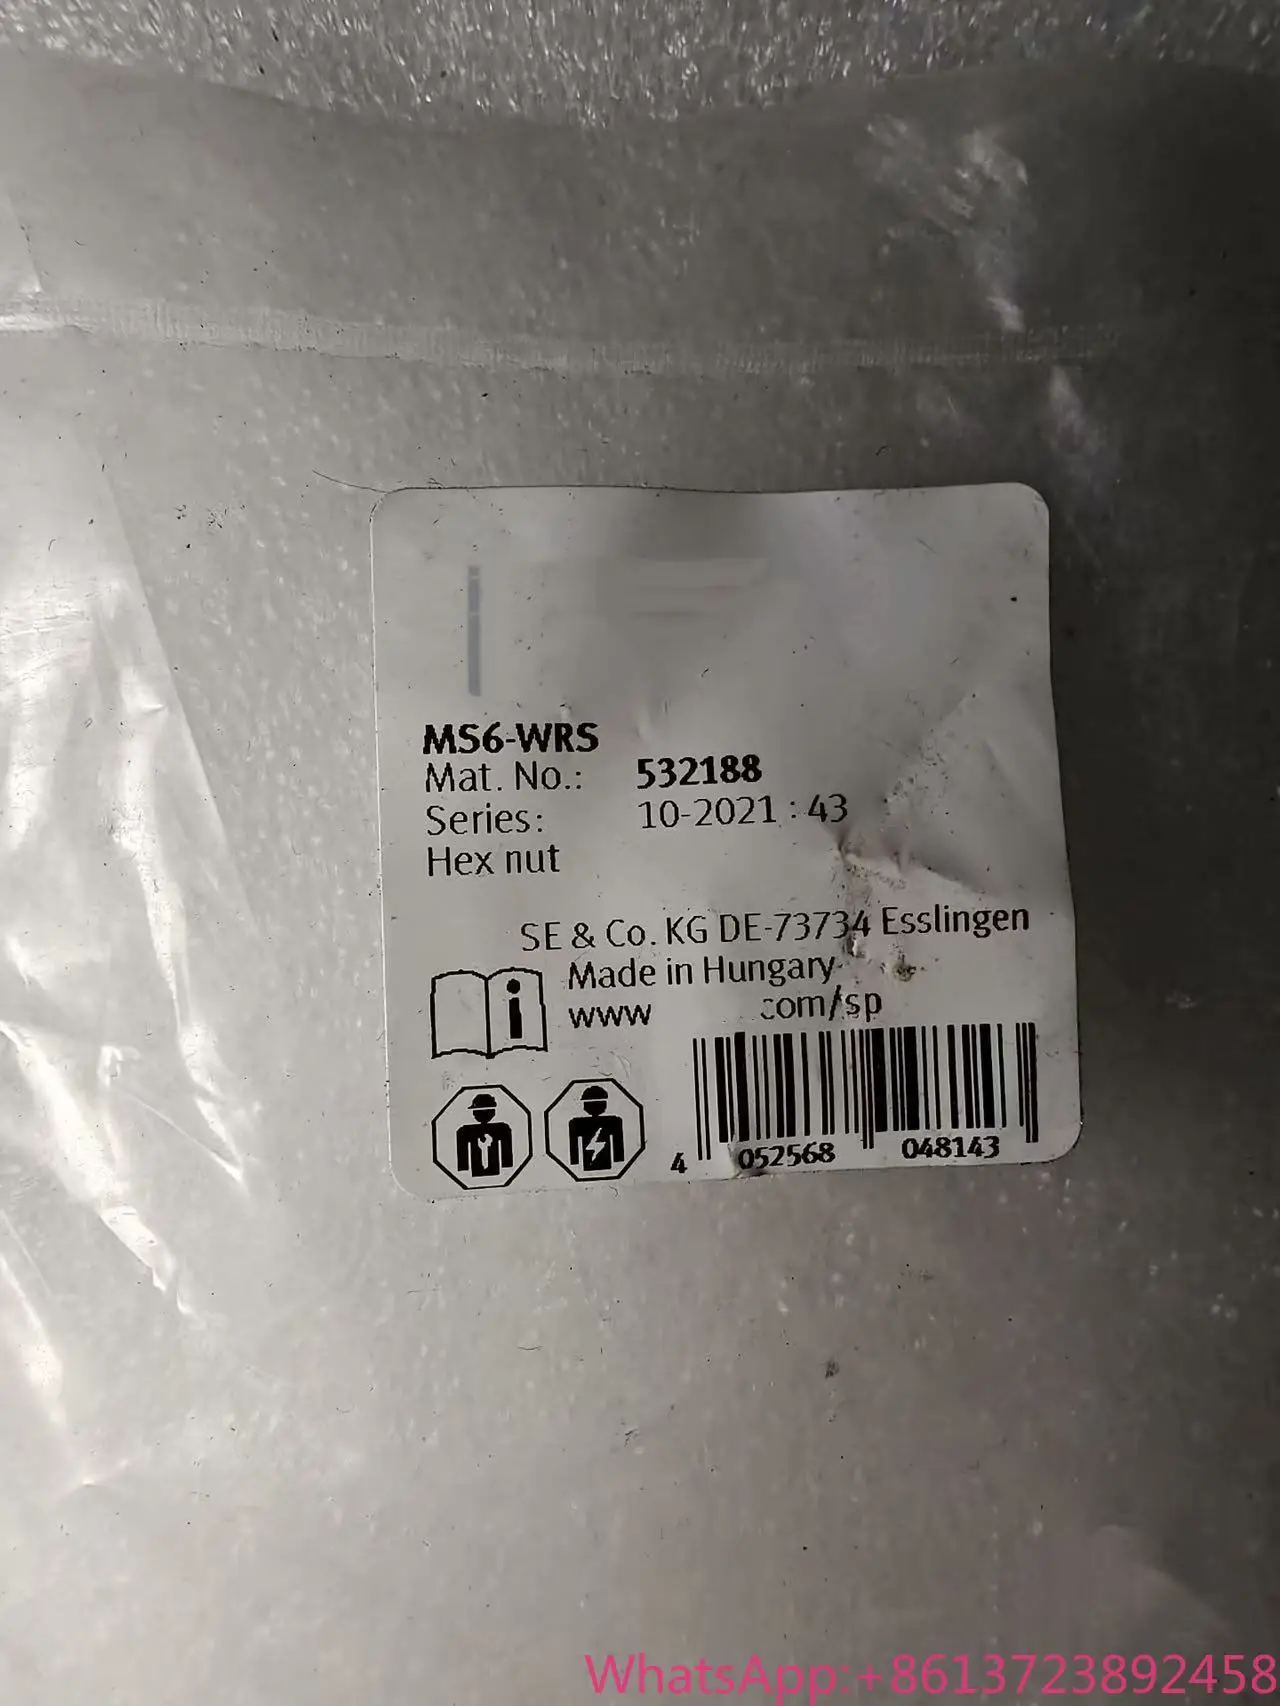 MS6-WRS
Mat. No.: 532188
Series: 10-2021 : 43
Hex nut
SE & Co. KG DE-73734 Esslingen
Made in Hungary
www com/sp
4 052568 048143
WhatsApp:+8613723892458